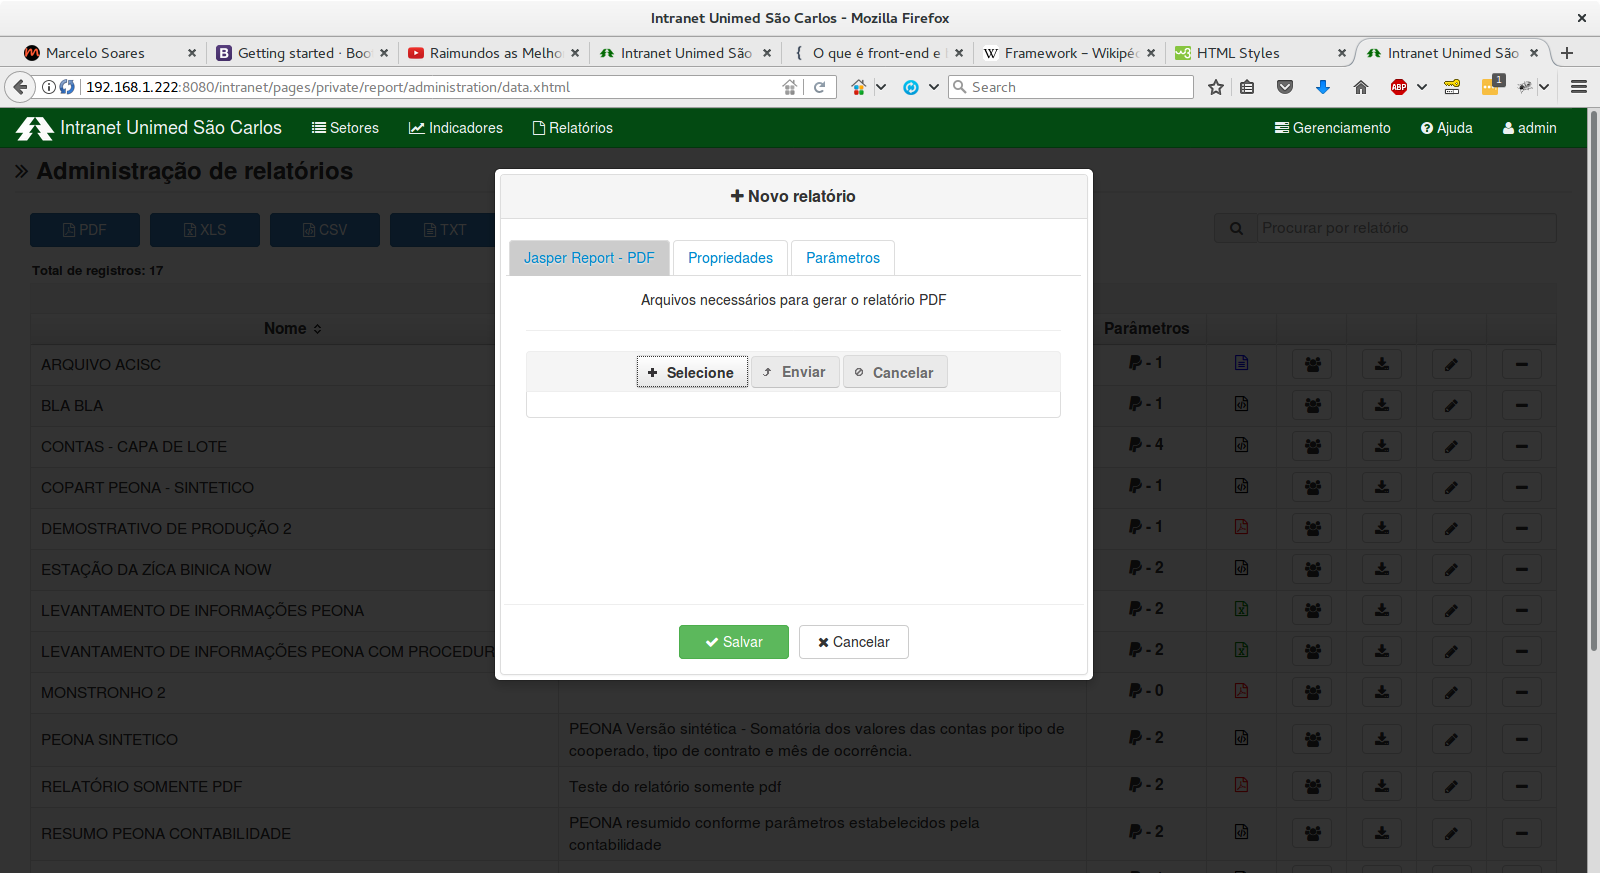 Intranet Unimed São Carlos - Mozilla Firefox
Marcelo Soares
Getting started · Boo
Raimundos as Melho
Intranet Unimed São
O que é front-end e
Framework – Wikipé
HTML Styles
Intranet Unimed São
192.168.1.222:8080/intranet/pages/private/report/administration/data.xhtml
Search
ABP
1
Intranet Unimed São Carlos
Setores
Indicadores
Relatórios
Gerenciamento
Ajuda
admin
Administração de relatórios
PDF
XLS
CSV
TXT
Procurar por relatório
Total de registros: 17
Nome
Parâmetros
ARQUIVO ACISC
- 1
BLA BLA
- 1
CONTAS - CAPA DE LOTE
- 4
COPART PEONA - SINTETICO
- 1
DEMOSTRATIVO DE PRODUÇÃO 2
- 1
ESTAÇÃO DA ZÍCA BINICA NOW
- 2
LEVANTAMENTO DE INFORMAÇÕES PEONA
- 2
LEVANTAMENTO DE INFORMAÇÕES PEONA COM PROCEDUR
- 2
MONSTRONHO 2
- 0
PEONA SINTETICO
PEONA Versão sintética - Somatória dos valores das contas por tipo de
cooperado, tipo de contrato e mês de ocorrência.
- 2
RELATÓRIO SOMENTE PDF
Teste do relatório somente pdf
- 2
RESUMO PEONA CONTABILIDADE
PEONA resumido conforme parâmetros estabelecidos pela
contabilidade
- 2
Novo relatório
Jasper Report - PDF
Propriedades
Parâmetros
Arquivos necessários para gerar o relatório PDF
Selecione
Enviar
Cancelar
Salvar
Cancelar